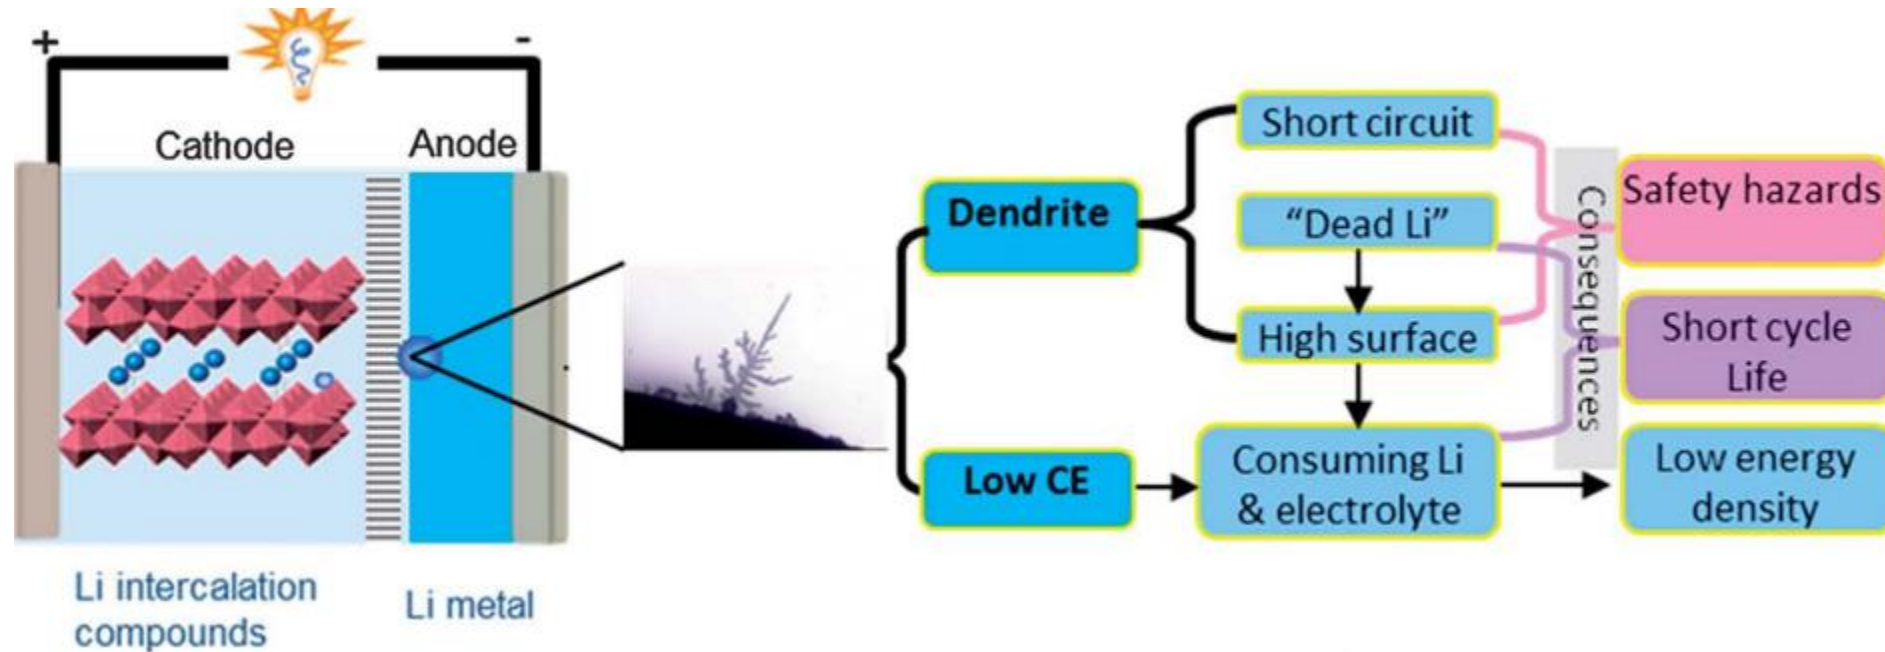 +
-
Cathode
Anode
Li intercalation
compounds
Li metal
Dendrite
Low CE
Short circuit
“Dead Li”
High surface
Consuming Li
& electrolyte
Consequences
Safety hazards
Short cycle
Life
Low energy
density